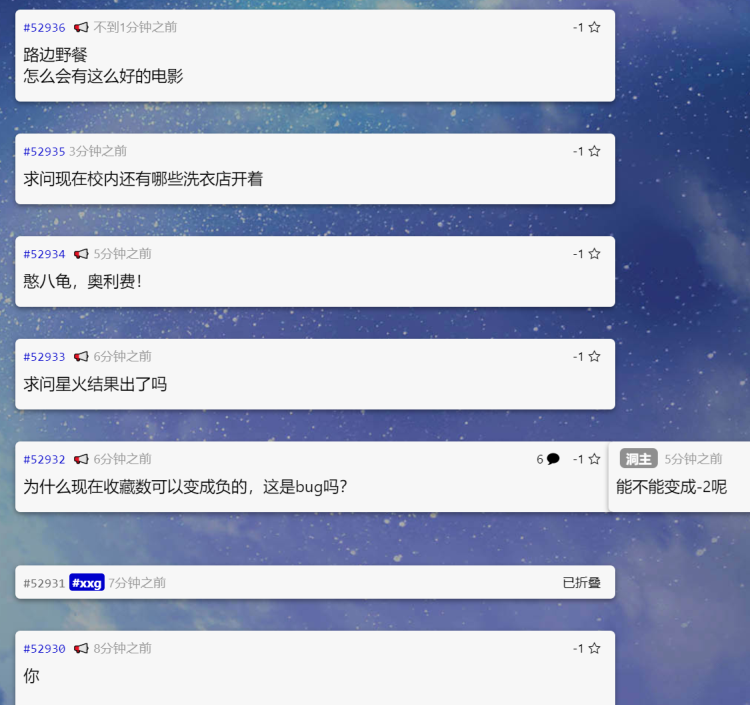 #52936 不到1分钟之前 -1
路边野餐
怎么会有这么好的电影
#52935 3分钟之前 -1
求问现在校内还有哪些洗衣店开着
#52934 5分钟之前 -1
憨八龟，奥利费！
#52933 6分钟之前 -1
求问星火结果出了吗
#52932 6分钟之前 6 -1
为什么现在收藏数可以变成负的，这是bug吗？
洞主 5分钟之前
能不能变成-2呢
#52931 #xxg 7分钟之前 已折叠
#52930 8分钟之前 -1
你